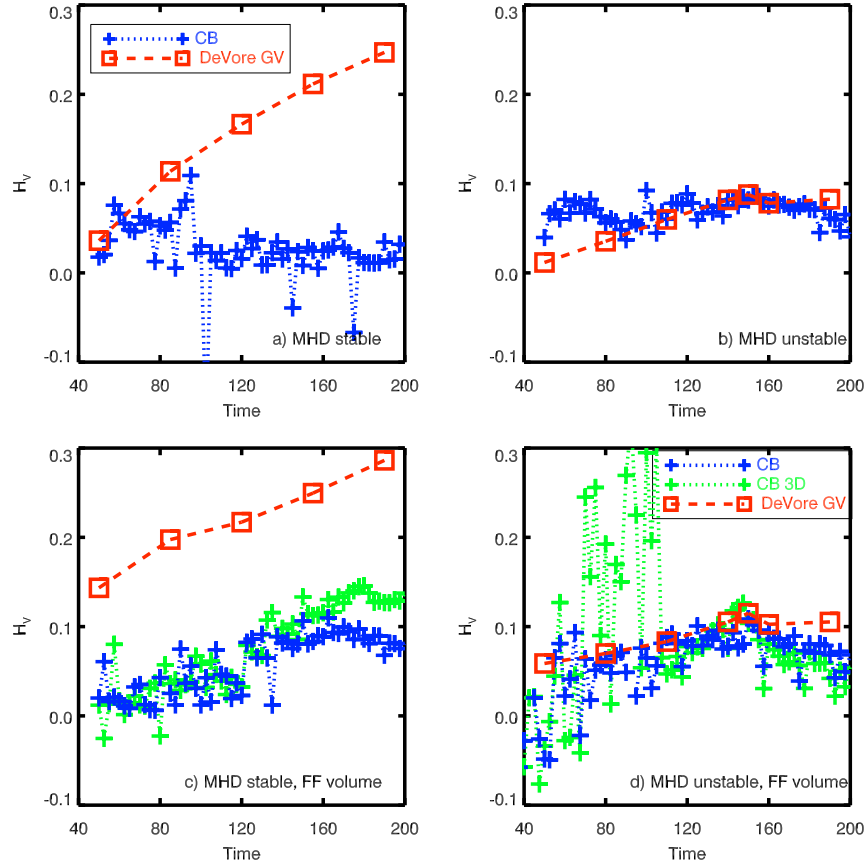 0.3
0.2
0.1
0.0
-0.1
H_V
CB
DeVore GV
a) MHD stable
40 80 120 160 200
Time
0.3
0.2
0.1
0.0
-0.1
H_V
b) MHD unstable
40 80 120 160 200
Time
0.3
0.2
0.1
0.0
-0.1
H_V
c) MHD stable, FF volume
40 80 120 160 200
Time
0.3
0.2
0.1
0.0
-0.1
H_V
CB
CB 3D
DeVore GV
d) MHD unstable, FF volume
40 80 120 160 200
Time